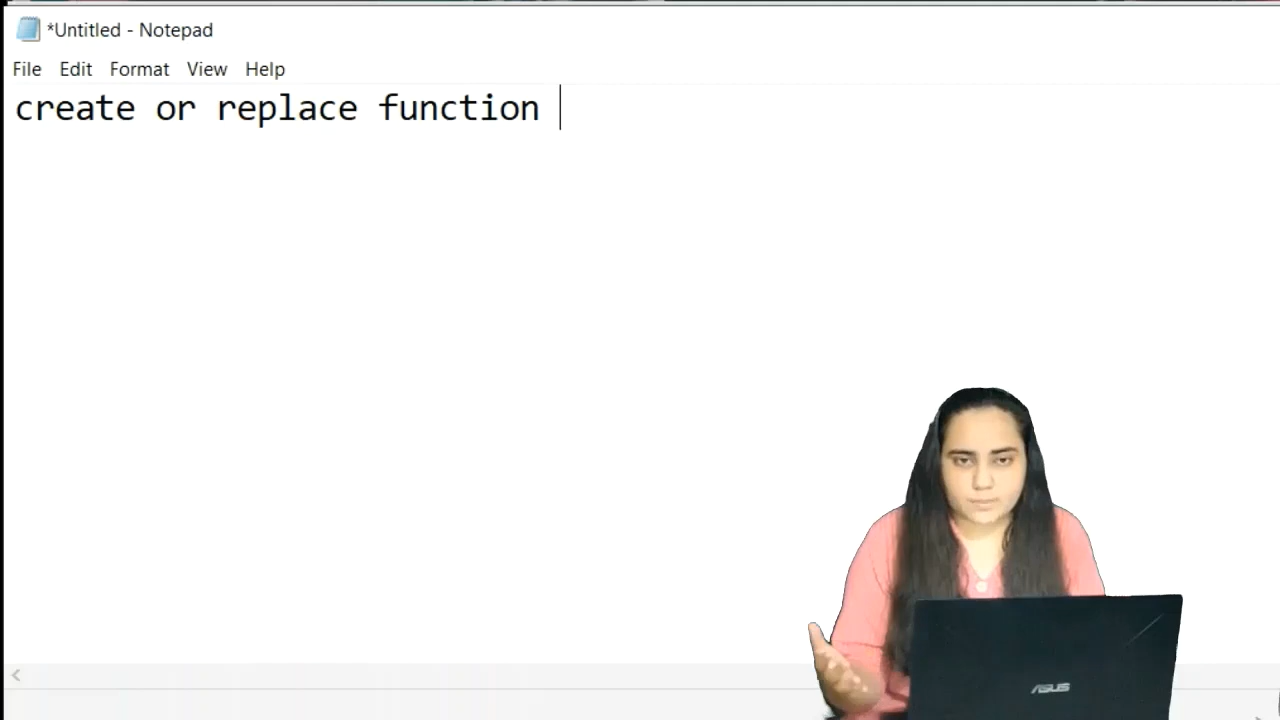 *Untitled - Notepad
File Edit Format View Help
create or replace function
ASUS